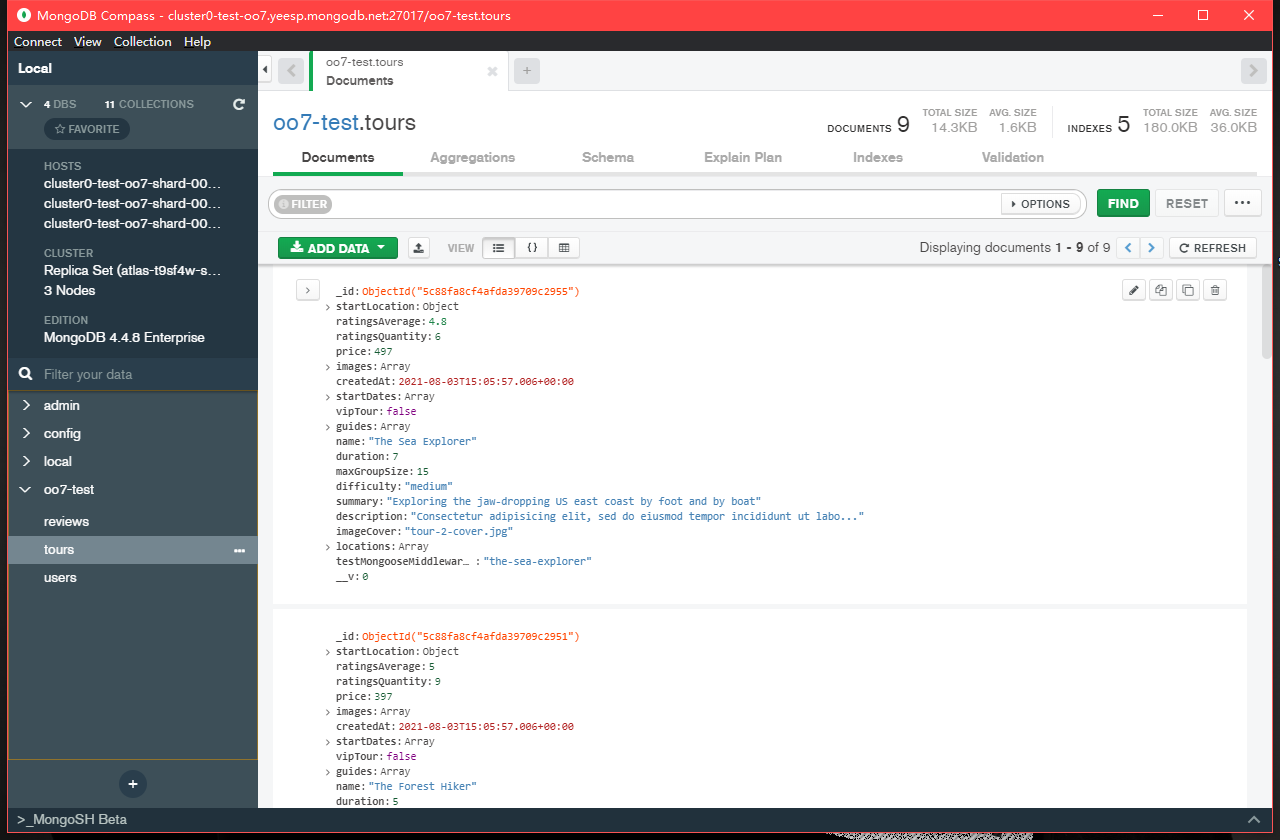 MongoDB Compass - cluster0-test-oo7.yeesp.mongodb.net:27017/oo7-test.tours
Connect View Collection Help
Local
4 DBS 11 COLLECTIONS
FAVORITE
HOSTS
cluster0-test-oo7-shard-00...
cluster0-test-oo7-shard-00...
cluster0-test-oo7-shard-00...
CLUSTER
Replica Set (atlas-t9sf4w-s...
3 Nodes
EDITION
MongoDB 4.4.8 Enterprise
Filter your data
admin
config
local
oo7-test
reviews
tours
users
>_MongoSH Beta
oo7-test.tours
Documents
oo7-test.tours
DOCUMENTS 9 TOTAL SIZE 14.3KB AVG. SIZE 1.6KB INDEXES 5 TOTAL SIZE 180.0KB AVG. SIZE 36.0KB
Documents Aggregations Schema Explain Plan Indexes Validation
FILTER OPTIONS FIND RESET
ADD DATA VIEW {} Displaying documents 1 - 9 of 9 REFRESH
_id: ObjectId("5c88fa8cf4afda39709c2955")
startLocation: Object
ratingsAverage: 4.8
ratingsQuantity: 6
price: 497
images: Array
createdAt: 2021-08-03T15:05:57.006+00:00
startDates: Array
vipTour: false
guides: Array
name: "The Sea Explorer"
duration: 7
maxGroupSize: 15
difficulty: "medium"
summary: "Exploring the jaw-dropping US east coast by foot and by boat"
description: "Consectetur adipisicing elit, sed do eiusmod tempor incididunt ut labo..."
imageCover: "tour-2-cover.jpg"
locations: Array
testMongooseMiddlewar… : "the-sea-explorer"
__v: 0
_id: ObjectId("5c88fa8cf4afda39709c2951")
startLocation: Object
ratingsAverage: 5
ratingsQuantity: 9
price: 397
images: Array
createdAt: 2021-08-03T15:05:57.006+00:00
startDates: Array
vipTour: false
guides: Array
name: "The Forest Hiker"
duration: 5